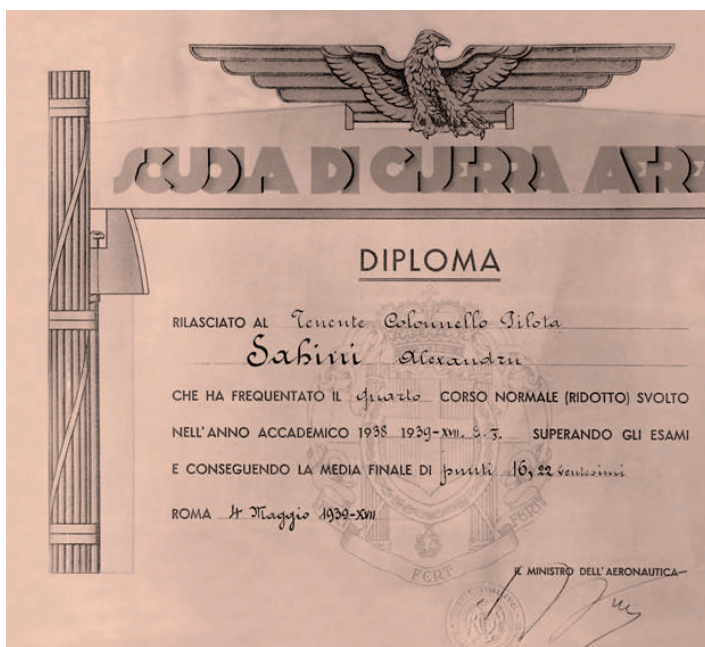 SCUOLA DI GUERRA AERE
DIPLOMA
RILASCIATO AL Tenente Colonnello Pilota
Sahini Alexandru
CHE HA FREQUENTATO IL quarto CORSO NORMALE (RIDOTTO) SVOLTO
NELL'ANNO ACCADEMICO 1938 1939-XVII. E.F. SUPERANDO GLI ESAMI
E CONSEGUENDO LA MEDIA FINALE DI punti 16,22 ventesimi
ROMA 4 Maggio 1939-XVII
FERT
FERT
IL MINISTRO DELL'AERONAUTICA